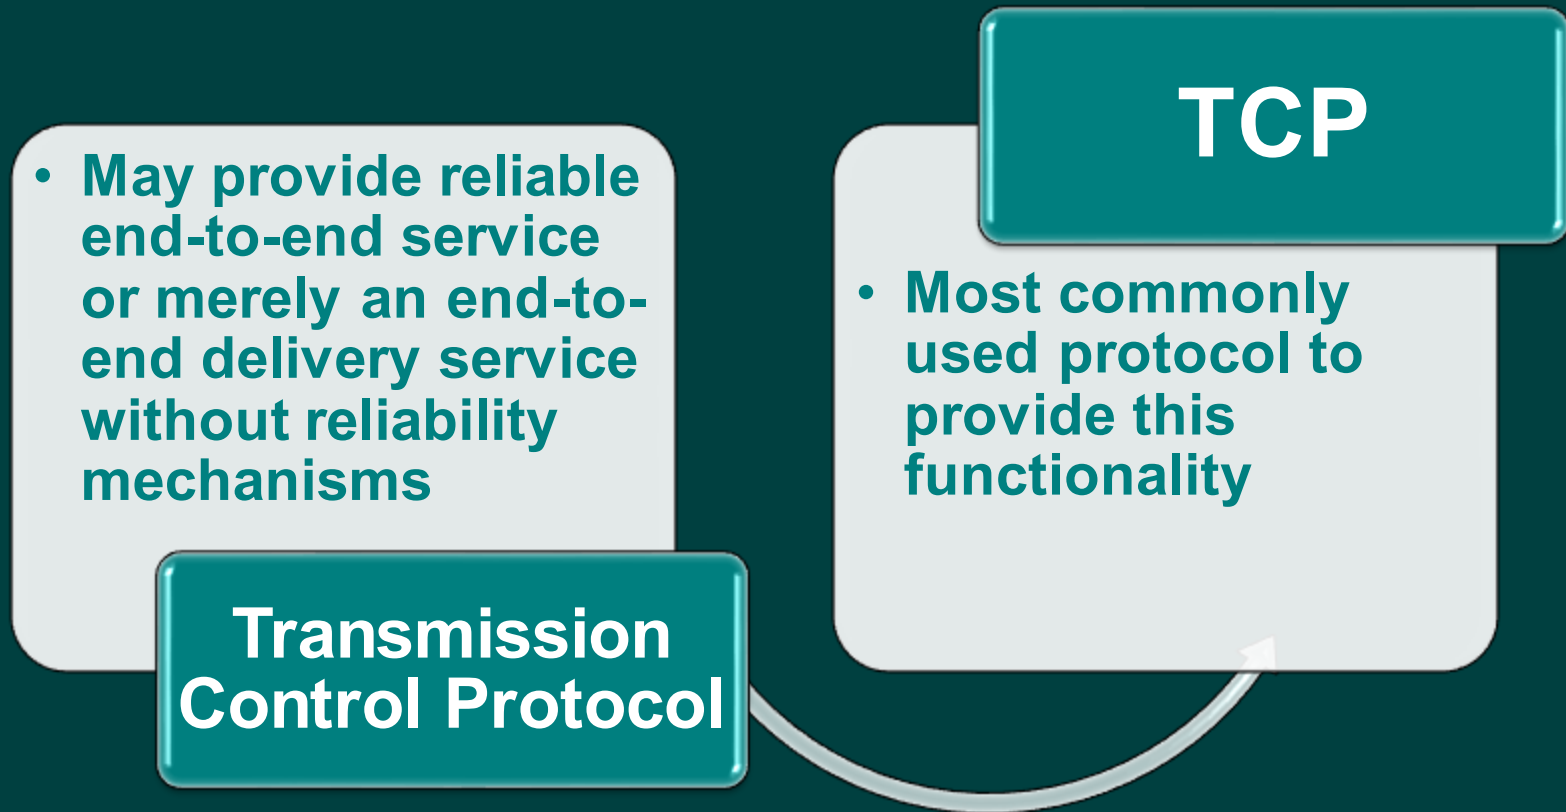 • May provide reliable
end-to-end service
or merely an end-to-
end delivery service
without reliability
mechanisms
Transmission
Control Protocol
TCP
• Most commonly
used protocol to
provide this
functionality